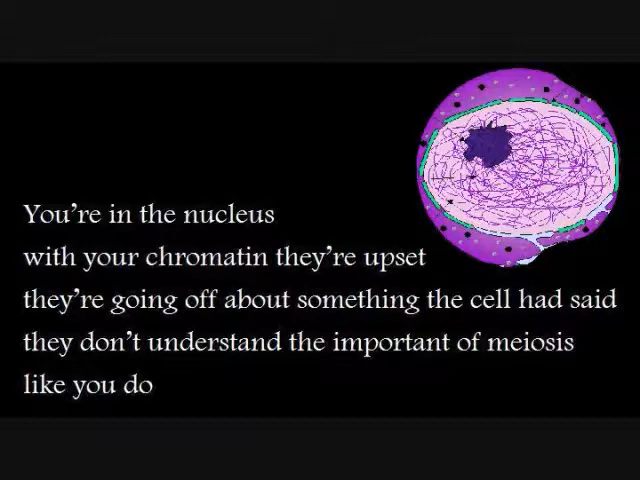 You're in the nucleus
with your chromatin they're upset
they're going off about something the cell had said
they don't understand the important of meiosis
like you do